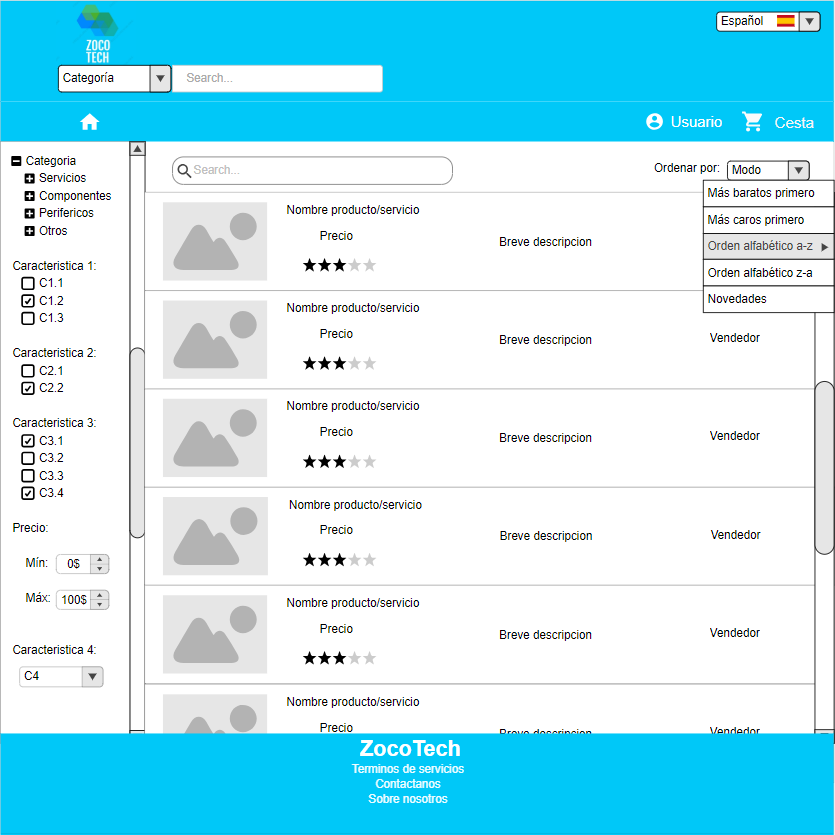 ZOCO
TECH
Español
Categoría
Search...
Usuario
Cesta
Categoria
Servicios
Componentes
Perifericos
Otros
Caracteristica 1:
C1.1
C1.2
C1.3
Caracteristica 2:
C2.1
C2.2
Caracteristica 3:
C3.1
C3.2
C3.3
C3.4
Precio:
Mín: 0$
Máx: 100$
Caracteristica 4:
C4
Search...
Ordenar por: Modo
Más baratos primero
Más caros primero
Orden alfabético a-z
Orden alfabético z-a
Novedades
Nombre producto/servicio
Precio
Breve descripcion
Nombre producto/servicio
Precio
Breve descripcion
Vendedor
Nombre producto/servicio
Precio
Breve descripcion
Vendedor
Nombre producto/servicio
Precio
Breve descripcion
Vendedor
Nombre producto/servicio
Precio
Breve descripcion
Vendedor
Nombre producto/servicio
Precio
Breve descripcion
Vendedor
ZocoTech
Terminos de servicios
Contactanos
Sobre nosotros